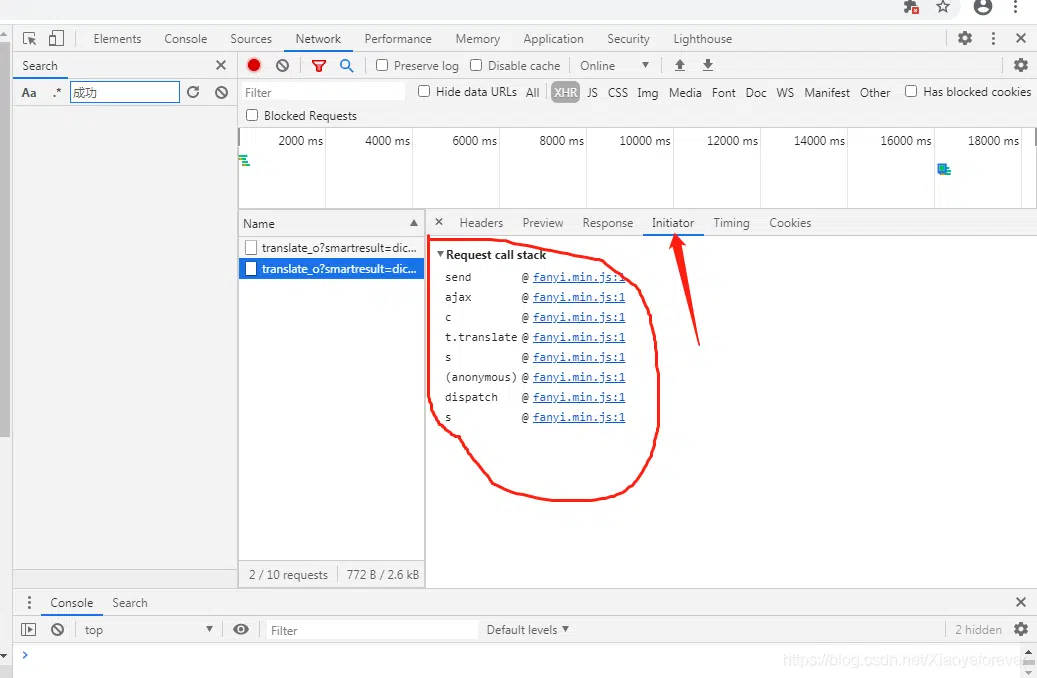 Elements Console Sources Network Performance Memory Application Security Lighthouse
Search
Preserve log Disable cache Online
Aa .* 成功
Filter Hide data URLs All XHR JS CSS Img Media Font Doc WS Manifest Other Has blocked cookies
Blocked Requests
2000 ms 4000 ms 6000 ms 8000 ms 10000 ms 12000 ms 14000 ms 16000 ms 18000 ms
Name
Headers Preview Response Initiator Timing Cookies
translate_o?smartresult=dic...
translate_o?smartresult=dic...
Request call stack
send @ fanyi.min.js:1
ajax @ fanyi.min.js:1
c @ fanyi.min.js:1
t.translate @ fanyi.min.js:1
s @ fanyi.min.js:1
(anonymous) @ fanyi.min.js:1
dispatch @ fanyi.min.js:1
s @ fanyi.min.js:1
2 / 10 requests 772 B / 2.6 kB
Console Search
top Filter Default levels 2 hidden
https://blog.csdn.net/Xiaoyeforever